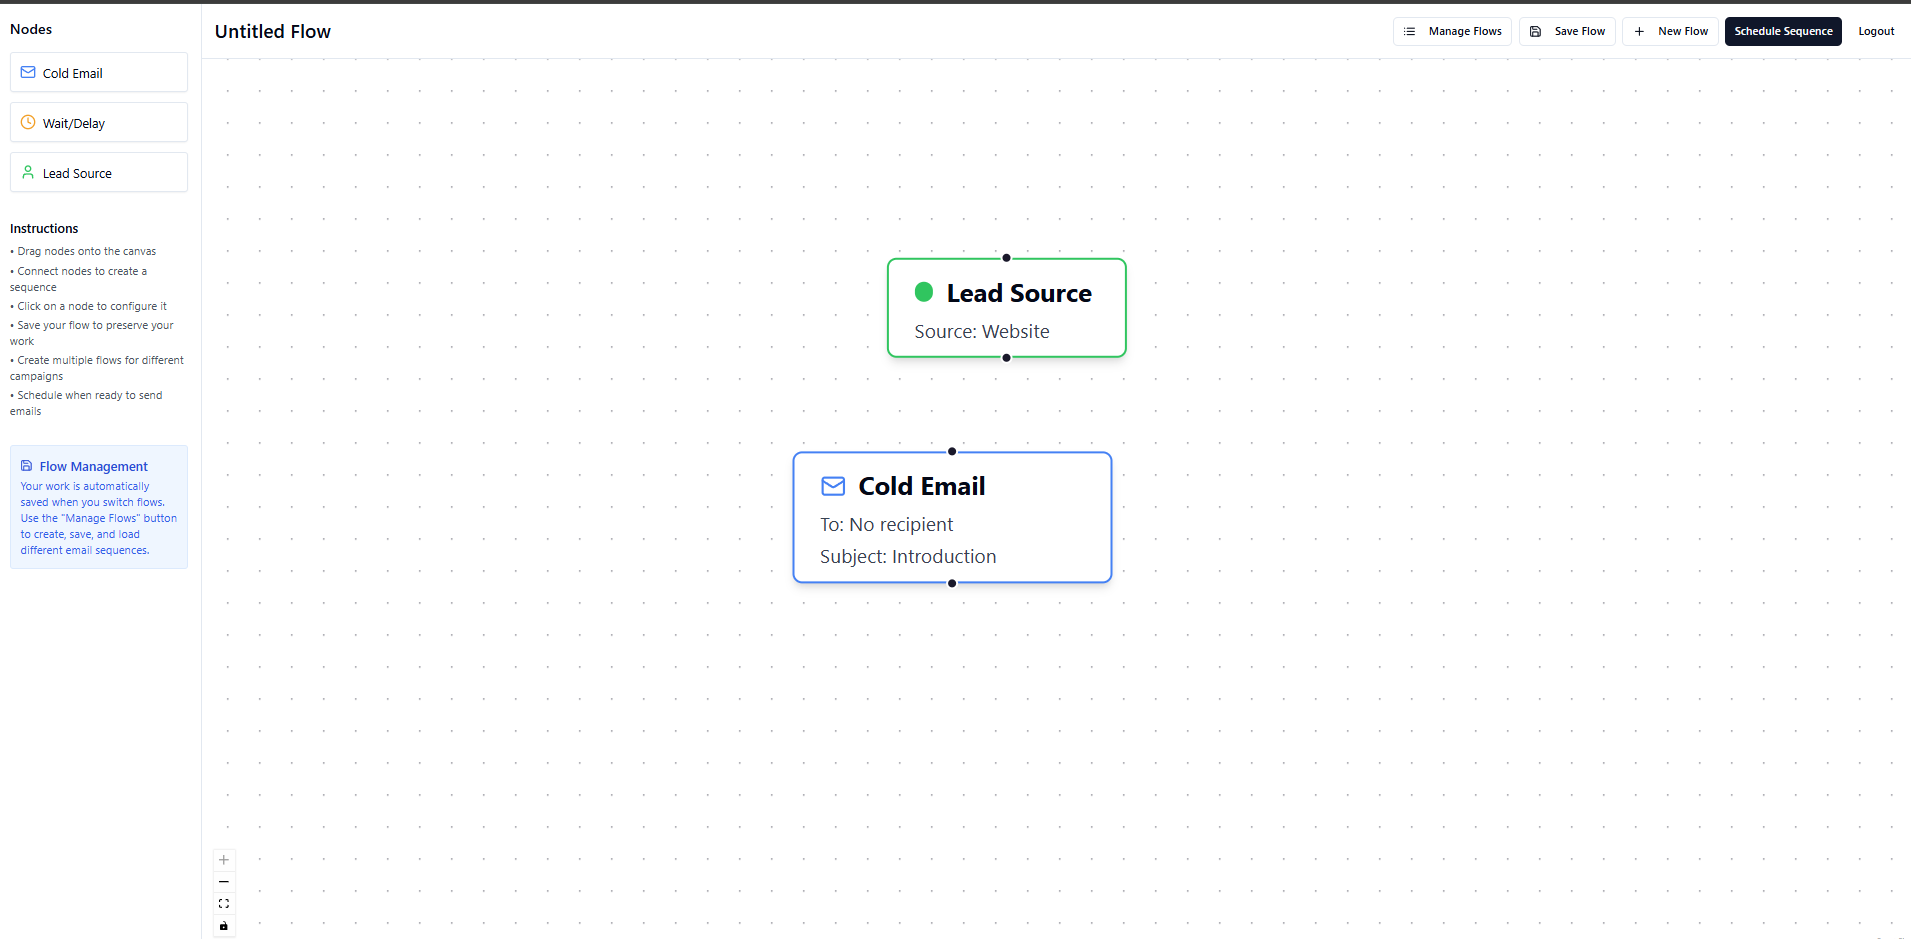 Nodes
Cold Email
Wait/Delay
Lead Source
Instructions
• Drag nodes onto the canvas
• Connect nodes to create a
sequence
• Click on a node to configure it
• Save your flow to preserve your
work
• Create multiple flows for different
campaigns
• Schedule when ready to send
emails
Flow Management
Your work is automatically
saved when you switch flows.
Use the "Manage Flows" button
to create, save, and load
different email sequences.
Untitled Flow
Manage Flows
Save Flow
New Flow
Schedule Sequence
Logout
Lead Source
Source: Website
Cold Email
To: No recipient
Subject: Introduction